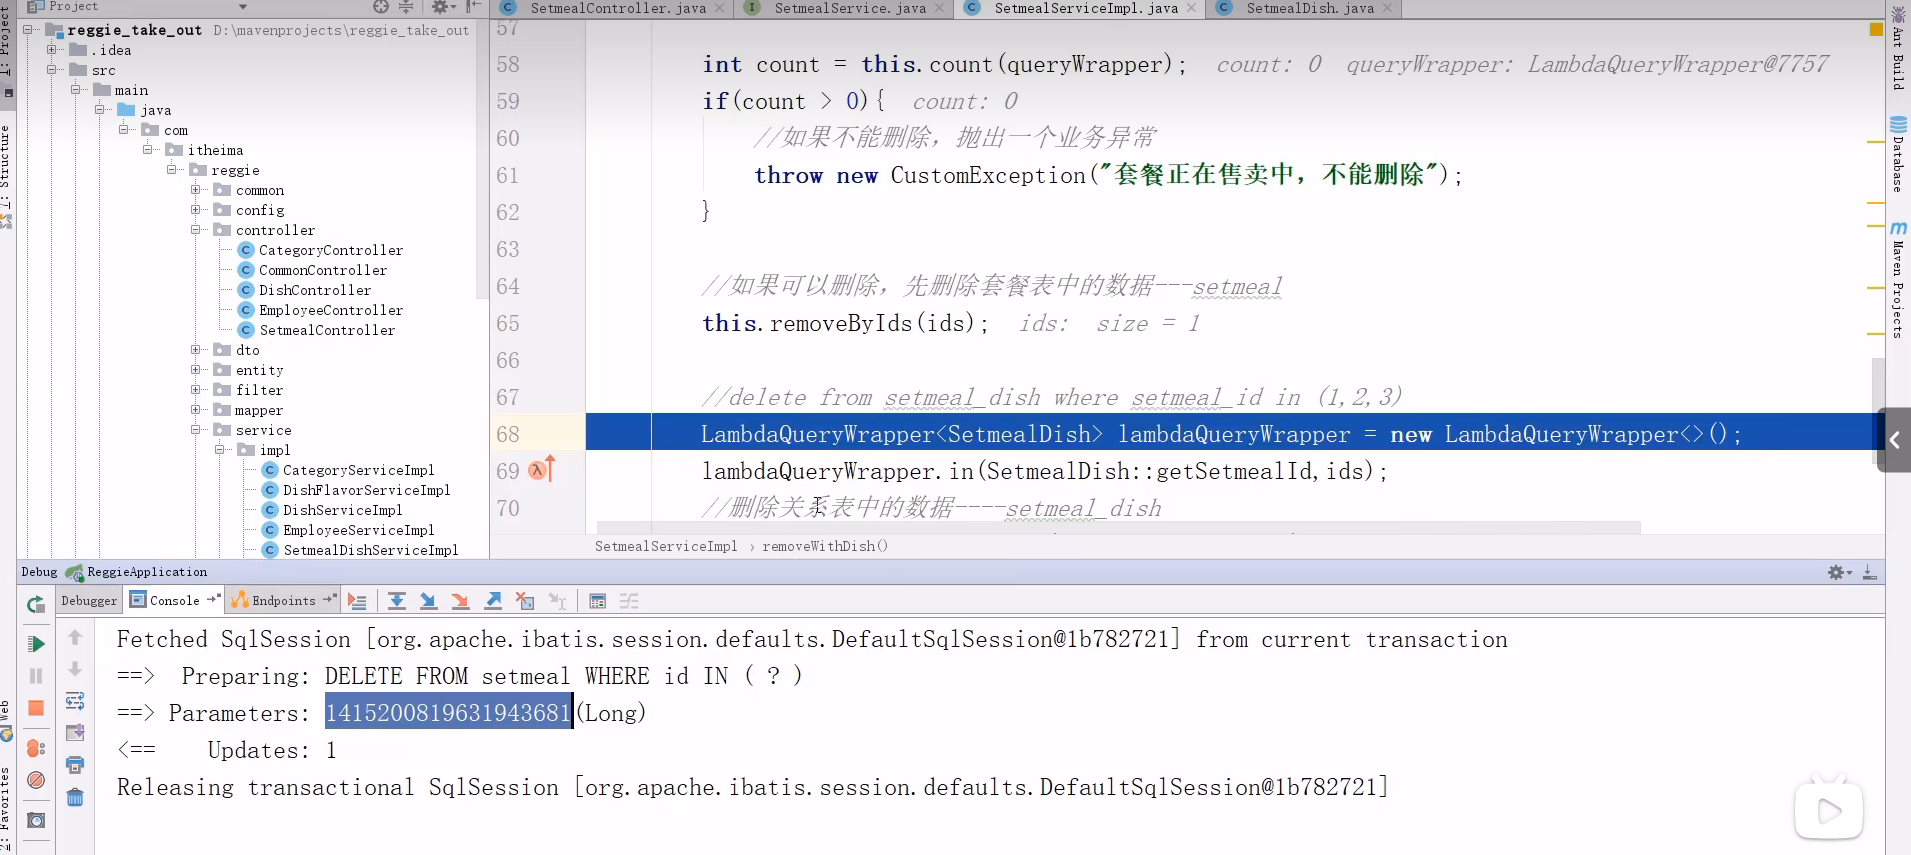 Project
SetmealController.java
SetmealService.java
SetmealServiceImpl.java
SetmealDish.java
1: Project
7: Structure
Web
2: Favorites
reggie_take_out D:\mavenprojects\reggie_take_out
.idea
src
main
java
com
itheima
reggie
common
config
controller
CategoryController
CommonController
DishController
EmployeeController
SetmealController
dto
entity
filter
mapper
service
impl
CategoryServiceImpl
DishFlavorServiceImpl
DishServiceImpl
EmployeeServiceImpl
SetmealDishServiceImpl
57
58 int count = this.count(queryWrapper); count: 0 queryWrapper: LambdaQueryWrapper@7757
59 if(count > 0){ count: 0
60 //如果不能删除，抛出一个业务异常
61 throw new CustomException("套餐正在售卖中，不能删除");
62 }
63
64 //如果可以删除，先删除套餐表中的数据---setmeal
65 this.removeByIds(ids); ids: size = 1
66
67 //delete from setmeal_dish where setmeal_id in (1,2,3)
68 LambdaQueryWrapper<SetmealDish> lambdaQueryWrapper = new LambdaQueryWrapper<>();
69 lambdaQueryWrapper.in(SetmealDish::getSetmealId,ids);
70 //删除关系表中的数据----setmeal_dish
SetmealServiceImpl › removeWithDish()
Ant Build
Database
Maven Projects
Debug ReggieApplication
Debugger Console Endpoints
Fetched SqlSession [org.apache.ibatis.session.defaults.DefaultSqlSession@1b782721] from current transaction
==> Preparing: DELETE FROM setmeal WHERE id IN ( ? )
==> Parameters: 1415200819631943681(Long)
<== Updates: 1
Releasing transactional SqlSession [org.apache.ibatis.session.defaults.DefaultSqlSession@1b782721]